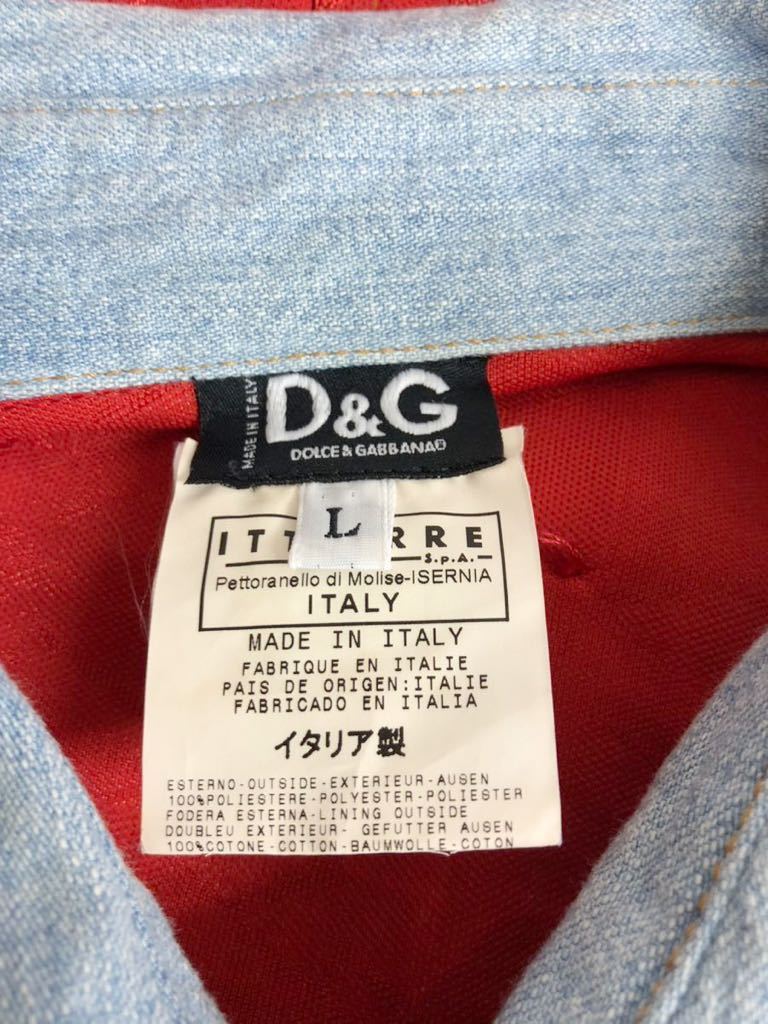 MADE IN ITALY
D&G
DOLCE & GABBANA
L
ITT RRE
S.p.A.
Pettoranello di Molise-ISERNIA
ITALY
MADE IN ITALY
FABRIQUE EN ITALIE
PAIS DE ORIGEN:ITALIE
FABRICADO EN ITALIA
イタリア製
ESTERNO-OUTSIDE-EXTERIEUR-AUSEN
100%POLIESTERE-POLYESTER-POLIESTER
FODERA ESTERNA-LINING OUTSIDE
DOUBLEU EXTERIEUR- GEFUTTER AUSEN
100%COTONE-COTTON-BAUMWOLLE-COTON